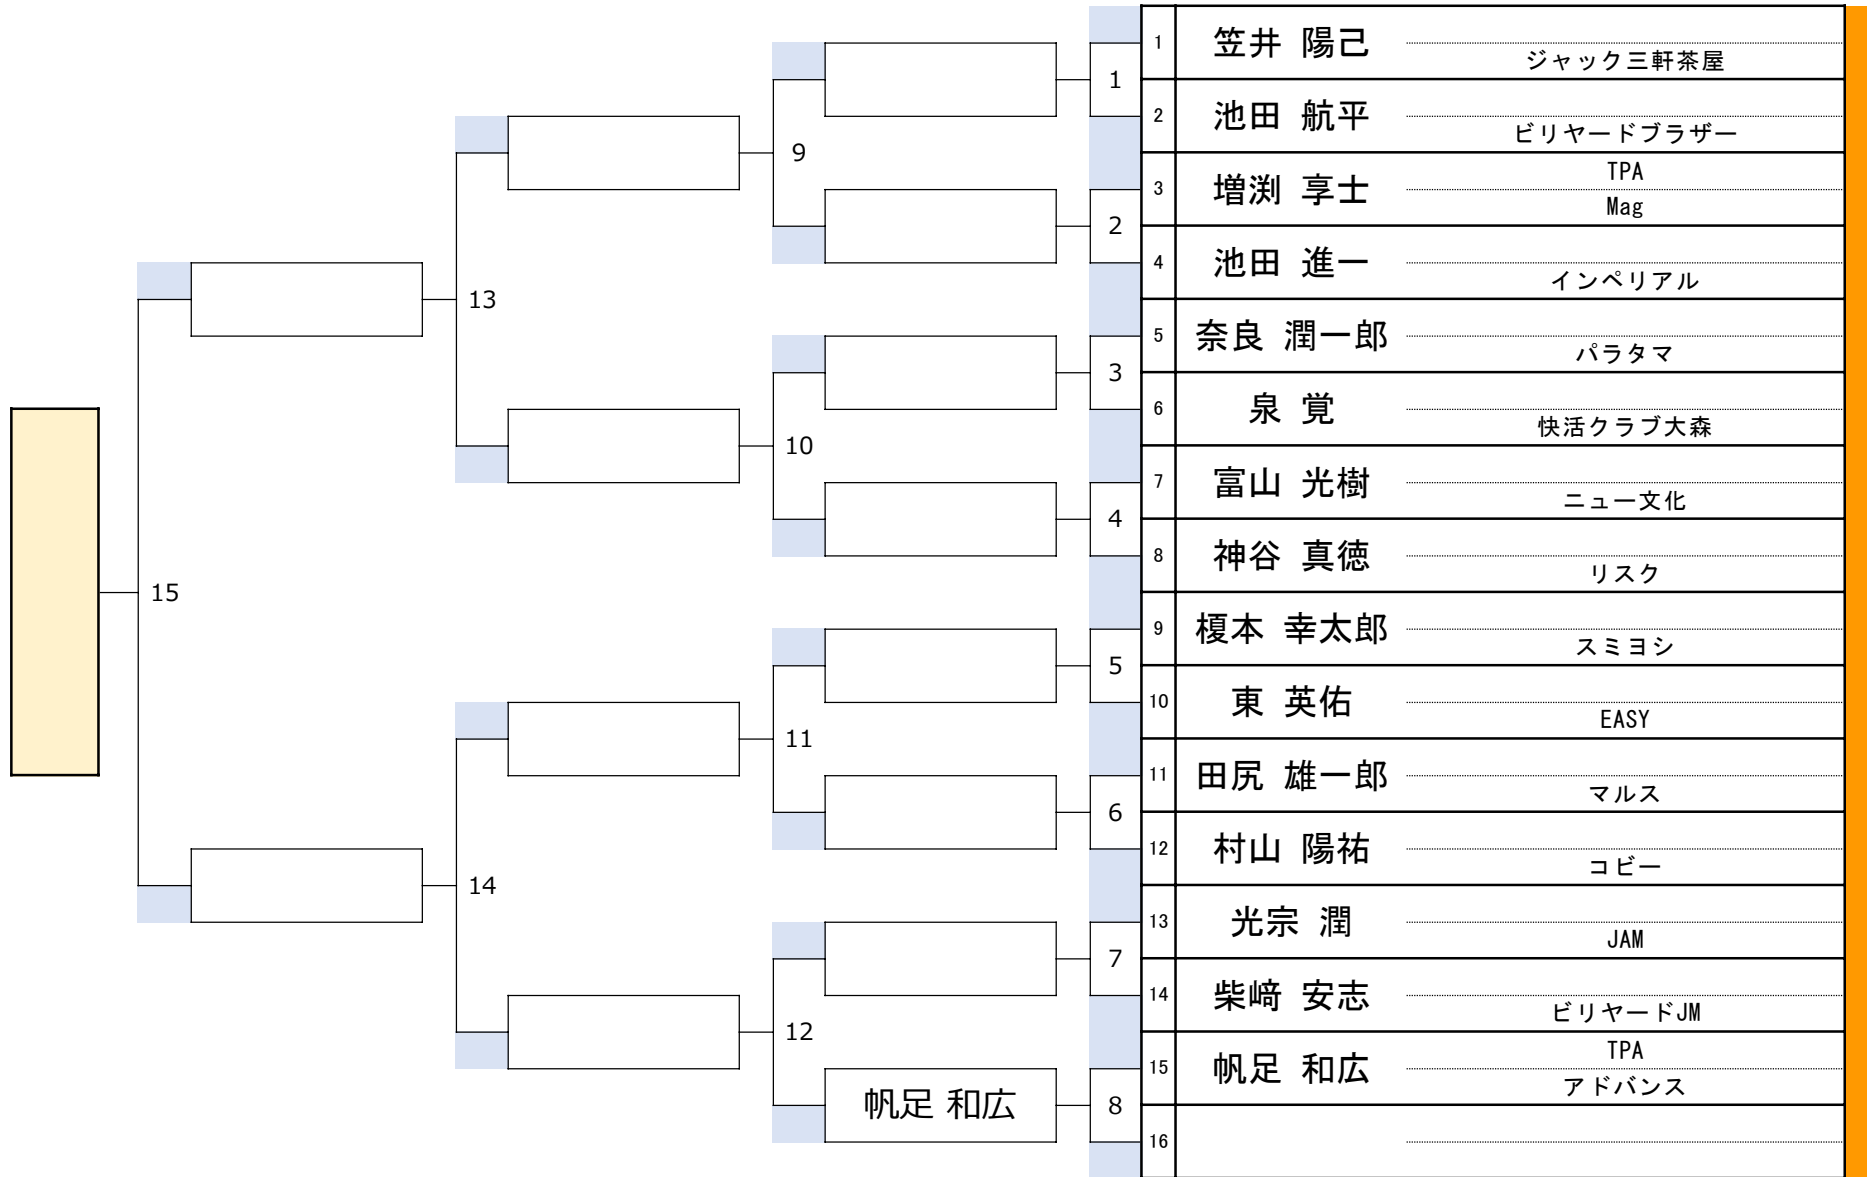 1 笠井 陽己
ジャック三軒茶屋
1
2 池田 航平
ビリヤードブラザー
9
3 増渕 享士
TPA
Mag
2
4 池田 進一
インペリアル
13
5 奈良 潤一郎
パラタマ
3
6 泉 覚
快活クラブ大森
10
7 富山 光樹
ニュー文化
4
8 神谷 真徳
リスク
15
9 榎本 幸太郎
スミヨシ
5
10 東 英佑
EASY
11
11 田尻 雄一郎
マルス
6
12 村山 陽祐
コビー
14
13 光宗 潤
JAM
7
14 柴﨑 安志
ビリヤードJM
12
15 帆足 和広
TPA
アドバンス
帆足 和広
8
16